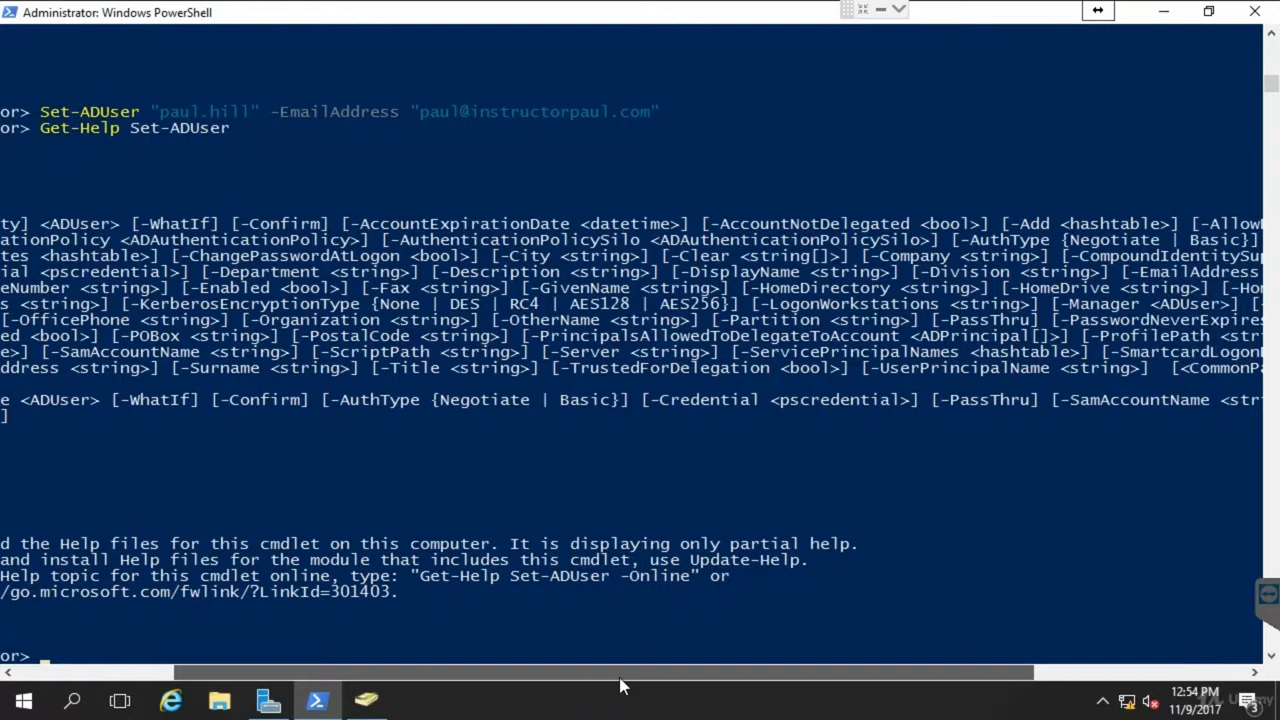 Administrator: Windows PowerShell
or> Set-ADUser "paul.hill" -EmailAddress "paul@instructorpaul.com"
or> Get-Help Set-ADUser
ty] <ADUser> [-WhatIf] [-Confirm] [-AccountExpirationDate <datetime>] [-AccountNotDelegated <bool>] [-Add <hashtable>] [-Allow
ationPolicy <ADAuthenticationPolicy>] [-AuthenticationPolicySilo <ADAuthenticationPolicySilo>] [-AuthType {Negotiate | Basic}]
tes <hashtable>] [-ChangePasswordAtLogon <bool>] [-City <string>] [-Clear <string[]>] [-Company <string>] [-CompoundIdentitySup
ial <pscredential>] [-Department <string>] [-Description <string>] [-DisplayName <string>] [-Division <string>] [-EmailAddress
eNumber <string>] [-Enabled <bool>] [-Fax <string>] [-GivenName <string>] [-HomeDirectory <string>] [-HomeDrive <string>] [-Ho
s <string>] [-KerberosEncryptionType {None | DES | RC4 | AES128 | AES256}] [-LogonWorkstations <string>] [-Manager <ADUser>] [-
[-OfficePhone <string>] [-Organization <string>] [-OtherName <string>] [-Partition <string>] [-PassThru] [-PasswordNeverExpires
ed <bool>] [-POBox <string>] [-PostalCode <string>] [-PrincipalsAllowedToDelegateToAccount <ADPrincipal[]>] [-ProfilePath <str
e>] [-SamAccountName <string>] [-ScriptPath <string>] [-Server <string>] [-ServicePrincipalNames <hashtable>] [-SmartcardLogon
ddress <string>] [-Surname <string>] [-Title <string>] [-TrustedForDelegation <bool>] [-UserPrincipalName <string>]  [<CommonPa
e <ADUser> [-WhatIf] [-Confirm] [-AuthType {Negotiate | Basic}] [-Credential <pscredential>] [-PassThru] [-SamAccountName <stri
]
d the Help files for this cmdlet on this computer. It is displaying only partial help.
and install Help files for the module that includes this cmdlet, use Update-Help.
Help topic for this cmdlet online, type: "Get-Help Set-ADUser -Online" or
/go.microsoft.com/fwlink/?LinkId=301403.
or>
12:54 PM
11/9/2017
3
Udemy